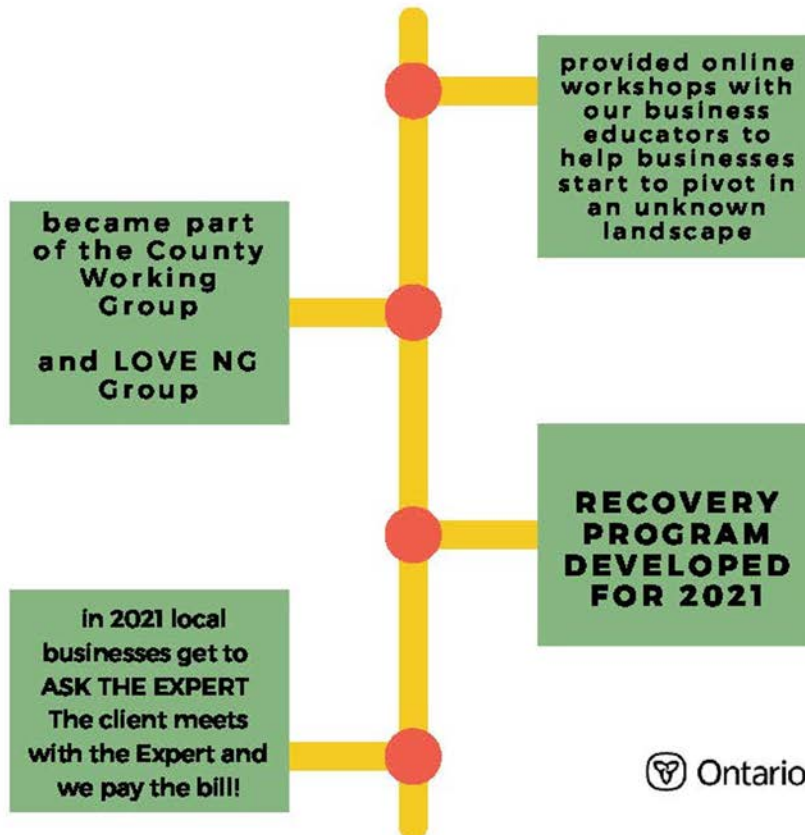 provided online
workshops with
our business
educators to
help businesses
start to pivot in
an unknown
landscape
became part
of the County
Working
Group
and LOVE NG
Group
RECOVERY
PROGRAM
DEVELOPED
FOR 2021
in 2021 local
businesses get to
ASK THE EXPERT
The client meets
with the Expert and
we pay the bill!
Ontario